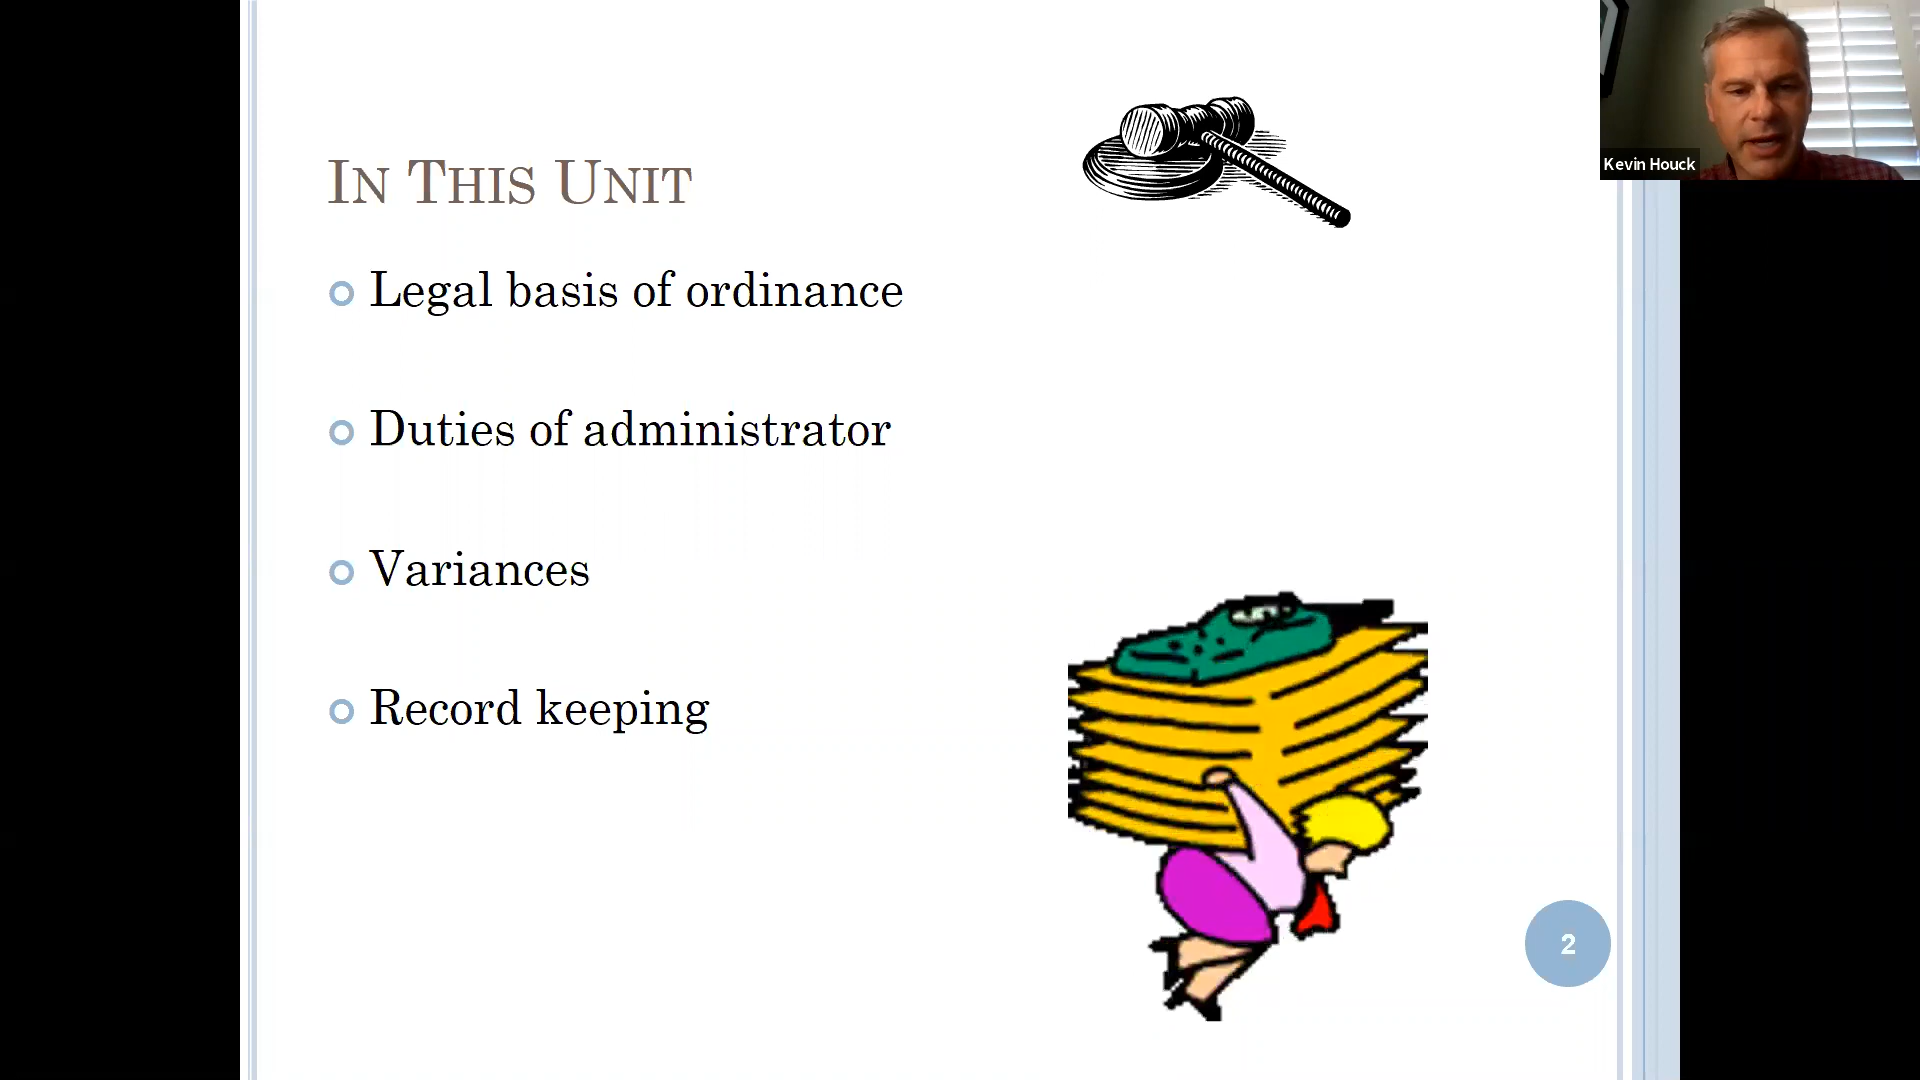 IN THIS UNIT
Legal basis of ordinance
Duties of administrator
Variances
Record keeping
2
Kevin Houck